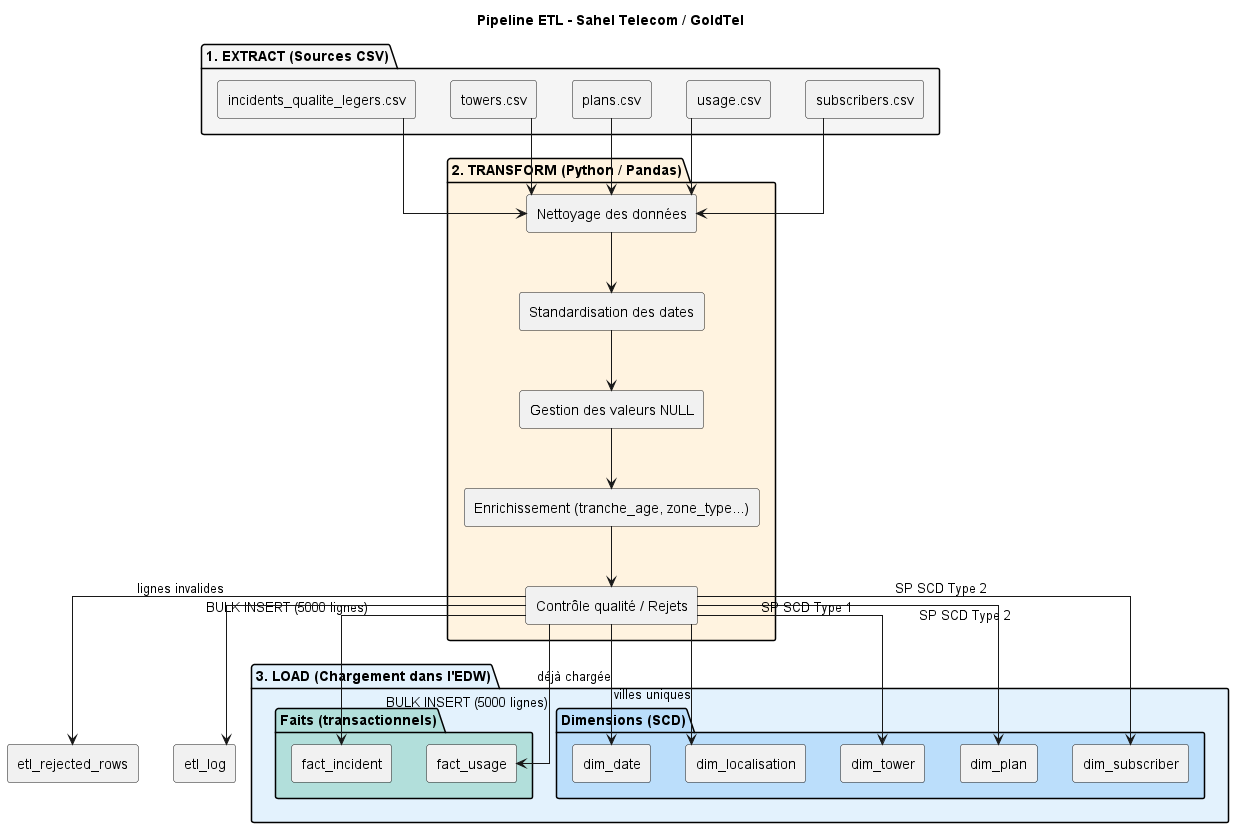 Pipeline ETL - Sahel Telecom / GoldTel
1. EXTRACT (Sources CSV)
incidents_qualite_legers.csv
towers.csv
plans.csv
usage.csv
subscribers.csv
2. TRANSFORM (Python / Pandas)
Nettoyage des données
Standardisation des dates
Gestion des valeurs NULL
Enrichissement (tranche_age, zone_type...)
lignes invalides
SP SCD Type 2
Contrôle qualité / Rejets
BULK INSERT (5000 lignes)
SP SCD Type 1
SP SCD Type 2
3. LOAD (Chargement dans l'EDW)
déjà chargée
villes uniques
BULK INSERT (5000 lignes)
Faits (transactionnels)
Dimensions (SCD)
etl_rejected_rows
etl_log
fact_incident
fact_usage
dim_date
dim_localisation
dim_tower
dim_plan
dim_subscriber